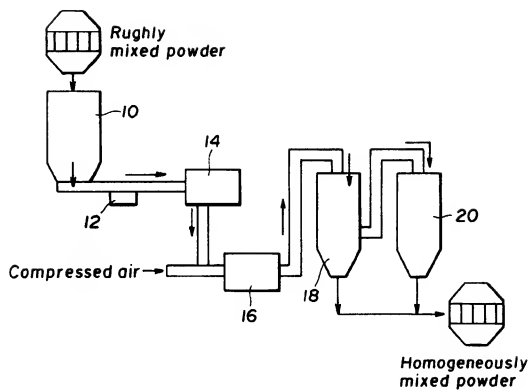 Rughly
mixed powder
10
14
12
20
Compressed air
18
16
Homogeneously
mixed powder